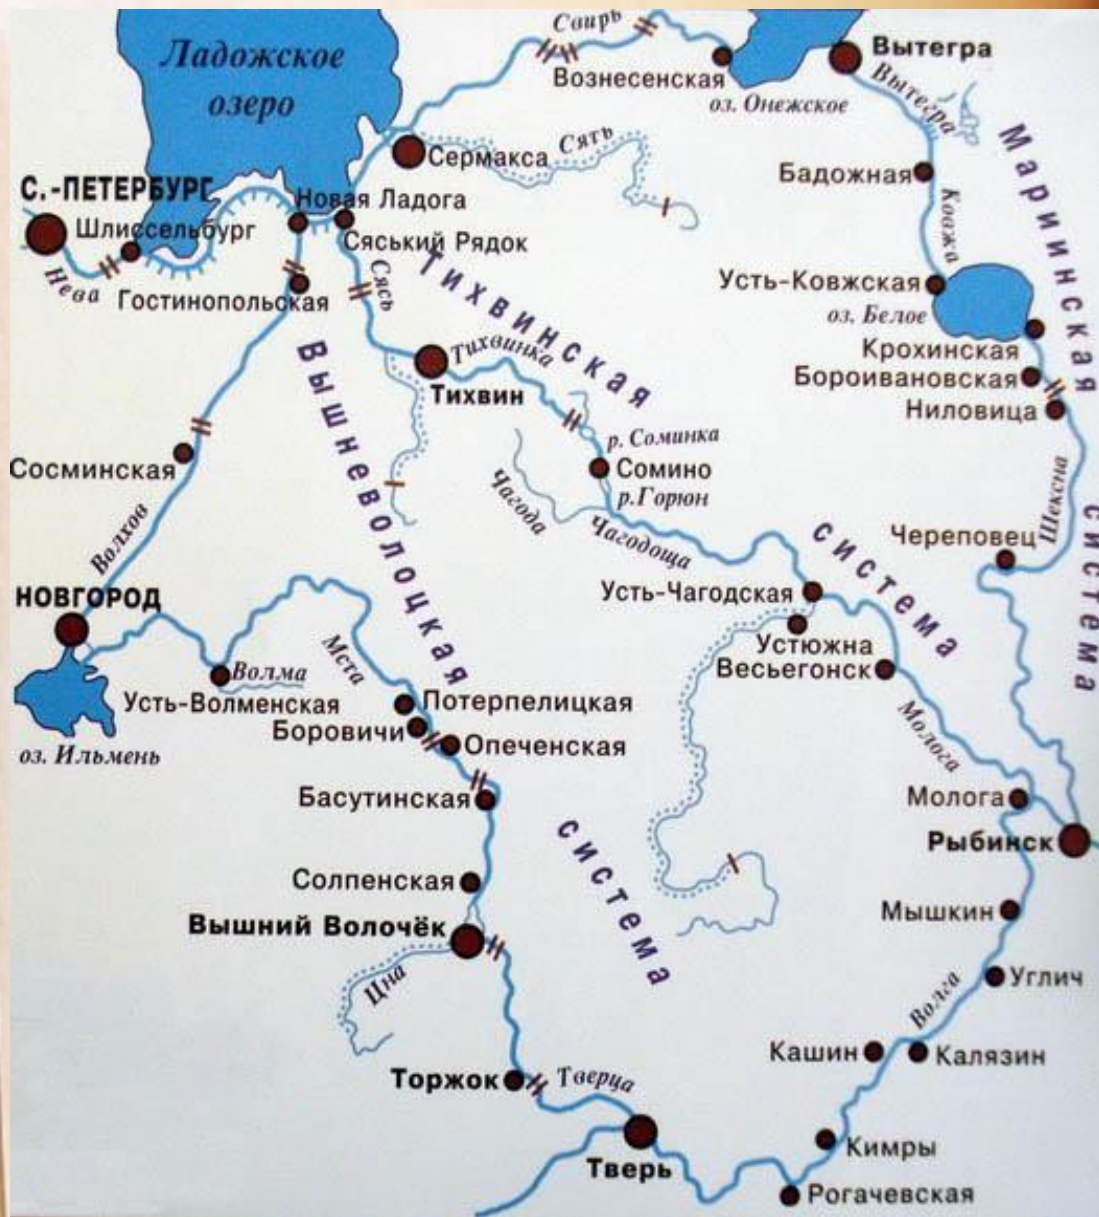 Ладожское
озеро
Свирь
Вознесенская
оз. Онежское
Вытегра
Вытегра
Сермакса
Сять
Бадожная
Ковжа
С.-ПЕТЕРБУРГ
Шлиссельбург
Нева
Новая Ладога
Сяський Рядок
Гостинопольская
Сясь
Усть-Ковжская
оз. Белое
Крохинская
Бороивановская
Ниловица
Мариинская
система
Тихвинская
система
Вышневолоцкая
система
Тихвинка
Тихвин
р. Соминка
Сомино
р.Горюн
Чагода
Чагодоща
Сосминская
Волхов
Череповец
Шексна
НОВГОРОД
оз. Ильмень
Волма
Усть-Волменская
Мста
Потерпелицкая
Боровичи
Опеченская
Басутинская
Усть-Чагодская
Устюжна
Весьегонск
Молога
Молога
Рыбинск
Солпенская
Вышний Волочёк
Цна
Мышкин
Углич
Волга
Кашин
Калязин
Торжок
Тверца
Тверь
Кимры
Рогачевская